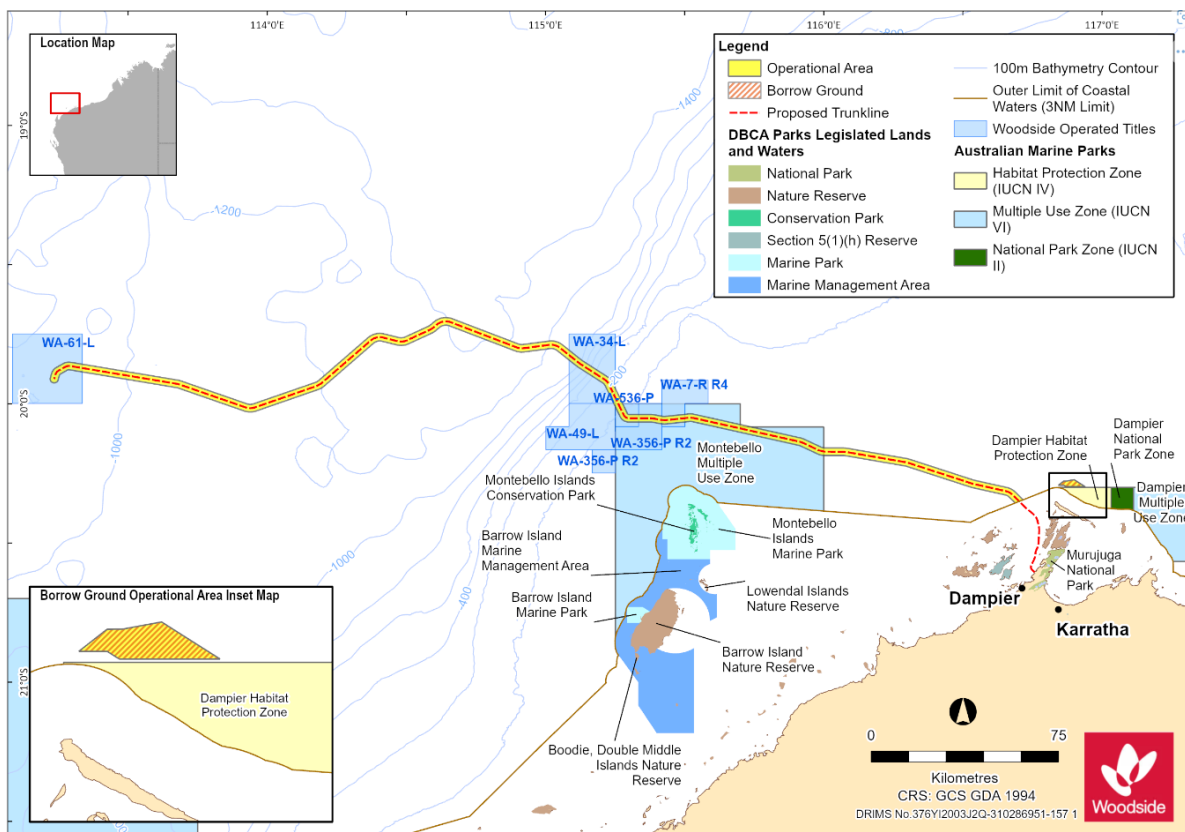 114°0'E
115°0'E
116°0'E
117°0'E
Location Map
Legend
Operational Area
Borrow Ground
Proposed Trunkline
DBCA Parks Legislated Lands
and Waters
National Park
Nature Reserve
Conservation Park
Section 5(1)(h) Reserve
Marine Park
Marine Management Area
100m Bathymetry Contour
Outer Limit of Coastal
Waters (3NM Limit)
Woodside Operated Titles
Australian Marine Parks
Habitat Protection Zone
(IUCN IV)
Multiple Use Zone (IUCN
VI)
National Park Zone (IUCN
II)
19°0'S
20°0'S
21°0'S
-1400
-1200
-1000
-200
-1000
-400
WA-61-L
WA-34-L
WA-7-R R4
WA-536-P
WA-49-L
WA-356-P R2
WA-356-P R2
Montebello
Multiple
Use Zone
Montebello Islands
Conservation Park
Barrow Island
Marine
Management Area
Barrow Island
Marine Park
Montebello
Islands
Marine Park
Lowendal Islands
Nature Reserve
Barrow Island
Nature Reserve
Boodie, Double Middle
Islands Nature
Reserve
Dampier Habitat
Protection Zone
Dampier
National
Park Zone
Dampier
Multiple
Use Zone
Murujuga
National
Park
Dampier
Karratha
Borrow Ground Operational Area Inset Map
Dampier Habitat
Protection Zone
0
75
Kilometres
CRS: GCS GDA 1994
DRIMS No.376YI2003J2Q-310286951-157 1
Woodside